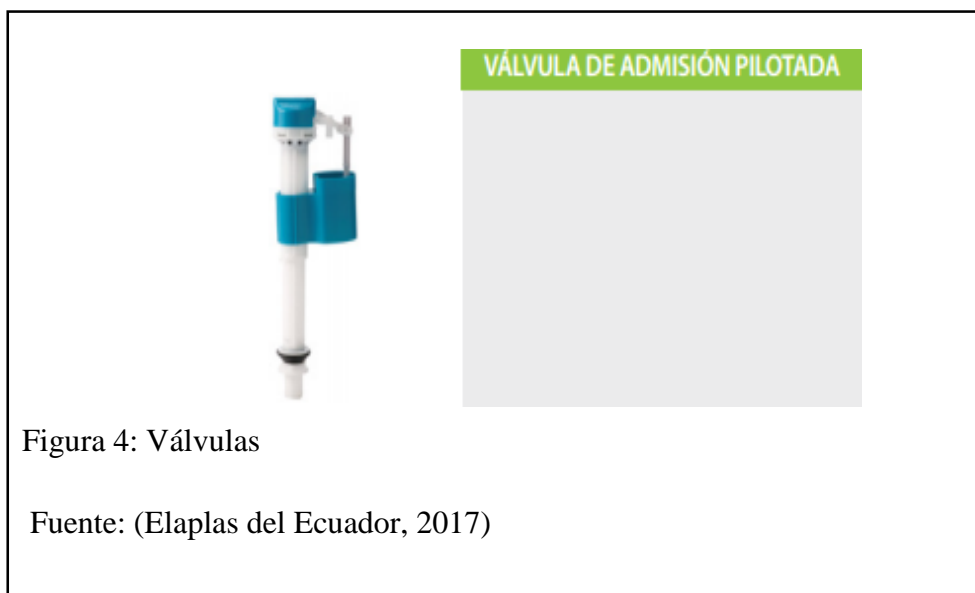 VÁLVULA DE ADMISIÓN PILOTADA
Figura 4: Válvulas
Fuente: (Elaplas del Ecuador, 2017)